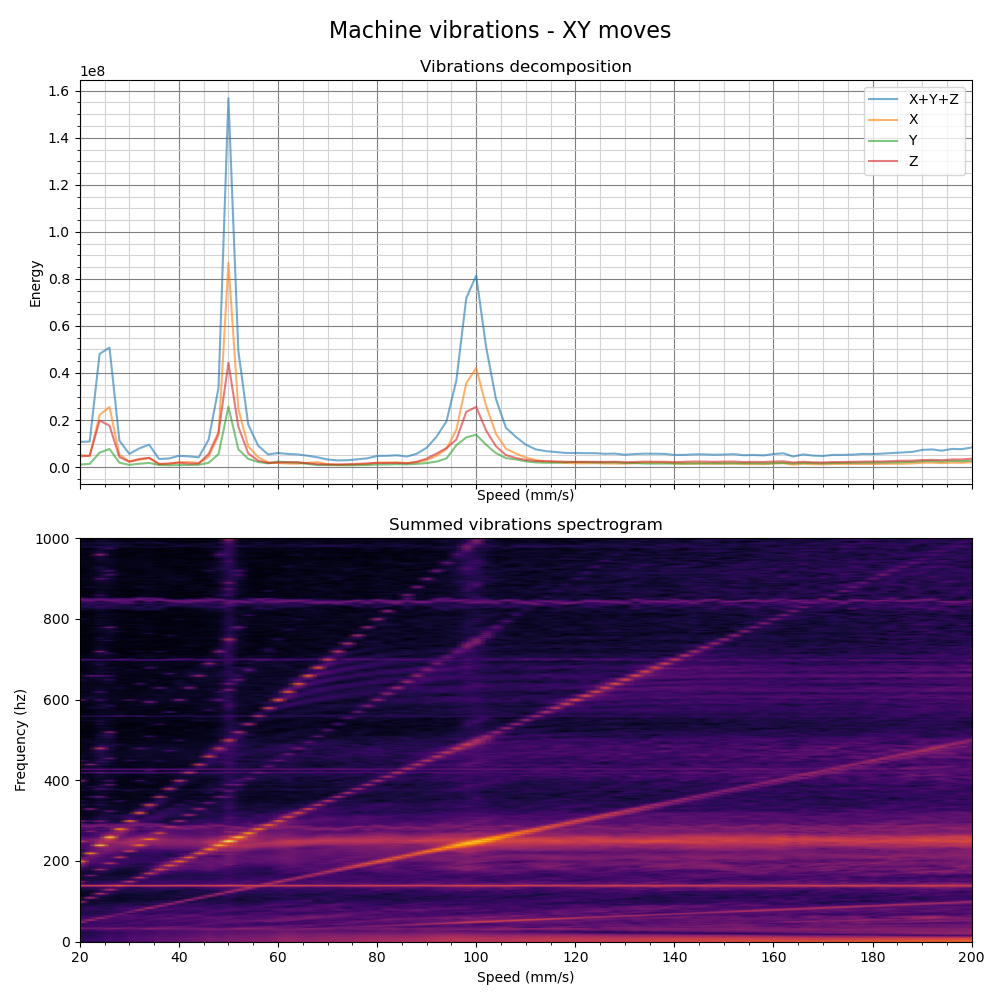 Machine vibrations - XY moves
Vibrations decomposition
1e8
1.6
1.4
1.2
1.0
0.8
0.6
0.4
0.2
0.0
Energy
X+Y+Z
X
Y
Z
Speed (mm/s)
Summed vibrations spectrogram
1000
800
600
400
200
0
Frequency (hz)
20 40 60 80 100 120 140 160 180 200
Speed (mm/s)